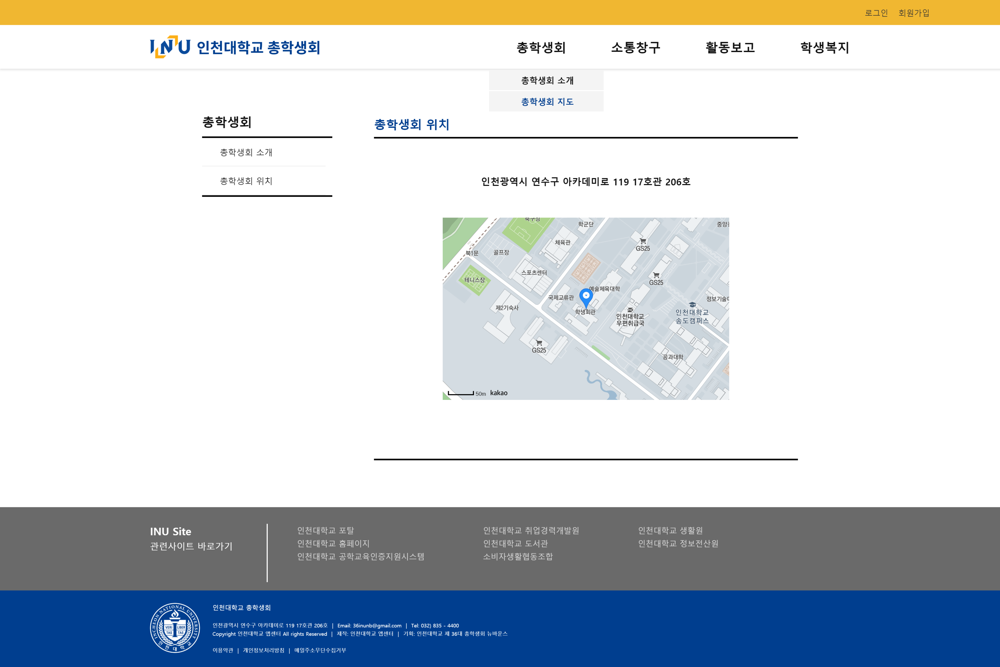 로그인 회원가입
INU 인천대학교 총학생회
총학생회 소통창구 활동보고 학생복지
총학생회 소개
총학생회 지도
총학생회
총학생회 소개
총학생회 위치
총학생회 위치
인천광역시 연수구 아카데미로 119 17호관 206호
축구장
학군단
체육관
GS25
북1문
골프장
스포츠센터
테니스장
GS25
예술체육대학
국제교류관
제2기숙사
학생회관
인천대학교
우편취급국
인천대학교
송도캠퍼스
GS25
공과대학
50m kakao
INU Site
관련사이트 바로가기
인천대학교 포탈
인천대학교 홈페이지
인천대학교 공학교육인증지원시스템
인천대학교 취업경력개발원
인천대학교 도서관
소비자생활협동조합
인천대학교 생활원
인천대학교 정보전산원
INCHEON NATIONAL UNIVERSITY
VERI LIBER
TAS TAS
인천대학교
인천대학교 총학생회
인천광역시 연수구 아카데미로 119 17호관 206호 | Email: 36inunb@gmail.com | Tel: 032) 835 - 4400
Copyright 인천대학교 앱센터 All rights Reserved | 제작: 인천대학교 앱센터 | 기획: 인천대학교 제 36대 총학생회 뉴바운스
이용약관 | 개인정보처리방침 | 메일주소무단수집거부